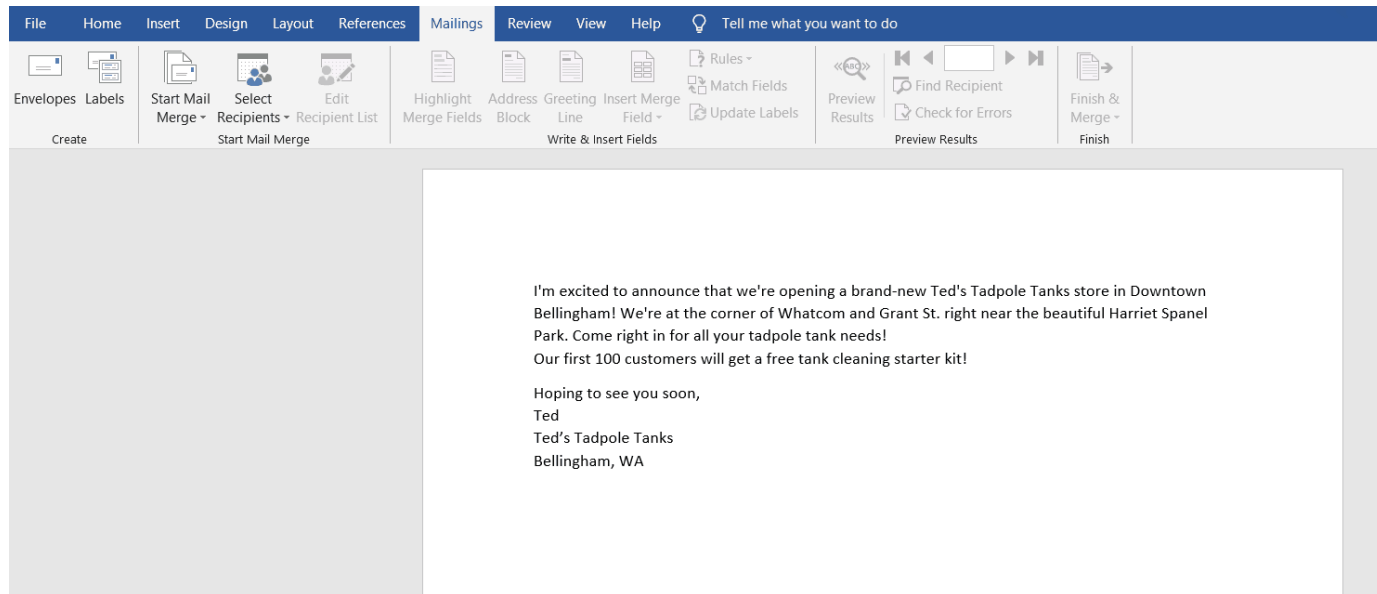 File Home Insert Design Layout References Mailings Review View Help Tell me what you want to do
Envelopes Labels
Create
Start Mail Merge
Select Recipients
Edit Recipient List
Start Mail Merge
Highlight Merge Fields
Address Block
Greeting Line
Insert Merge Field
Rules
Match Fields
Update Labels
Write & Insert Fields
«ABC»
Preview Results
Find Recipient
Check for Errors
Preview Results
Finish & Merge
Finish
I'm excited to announce that we're opening a brand-new Ted's Tadpole Tanks store in Downtown
Bellingham! We're at the corner of Whatcom and Grant St. right near the beautiful Harriet Spanel
Park. Come right in for all your tadpole tank needs!
Our first 100 customers will get a free tank cleaning starter kit!
Hoping to see you soon,
Ted
Ted’s Tadpole Tanks
Bellingham, WA